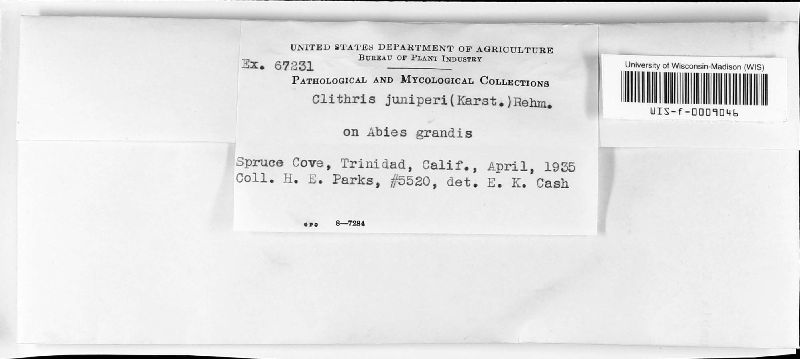 UNITED STATES DEPARTMENT OF AGRICULTURE
BUREAU OF PLANT INDUSTRY
Ex. 67231
PATHOLOGICAL AND MYCOLOGICAL COLLECTIONS
Clithris juniperi(Karst.)Rehm.
on Abies grandis
Spruce Cove, Trinidad, Calif., April, 1935
Coll. H. E. Parks, #5520, det. E. K. Cash
GPO 8—7284
University of Wisconsin-Madison (WIS)
WIS-f-0009046